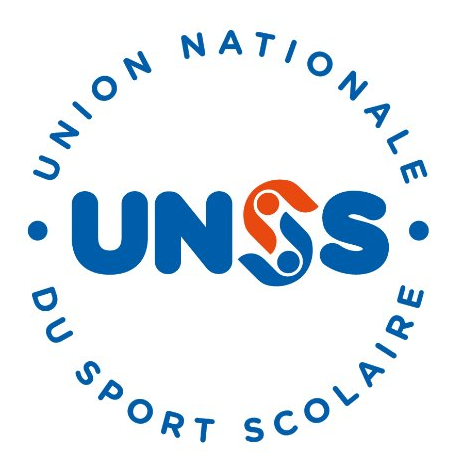 UNION NATIONALE
UNSS
DU SPORT SCOLAIRE